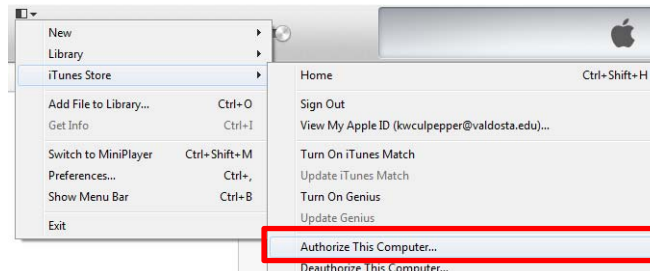 New
Library
iTunes Store
Add File to Library... Ctrl+O
Get Info Ctrl+I
Switch to MiniPlayer Ctrl+Shift+M
Preferences... Ctrl+,
Show Menu Bar Ctrl+B
Exit
Home Ctrl+Shift+H
Sign Out
View My Apple ID (kwculpepper@valdosta.edu)...
Turn On iTunes Match
Update iTunes Match
Turn On Genius
Update Genius
Authorize This Computer...
Deauthorize This Computer...